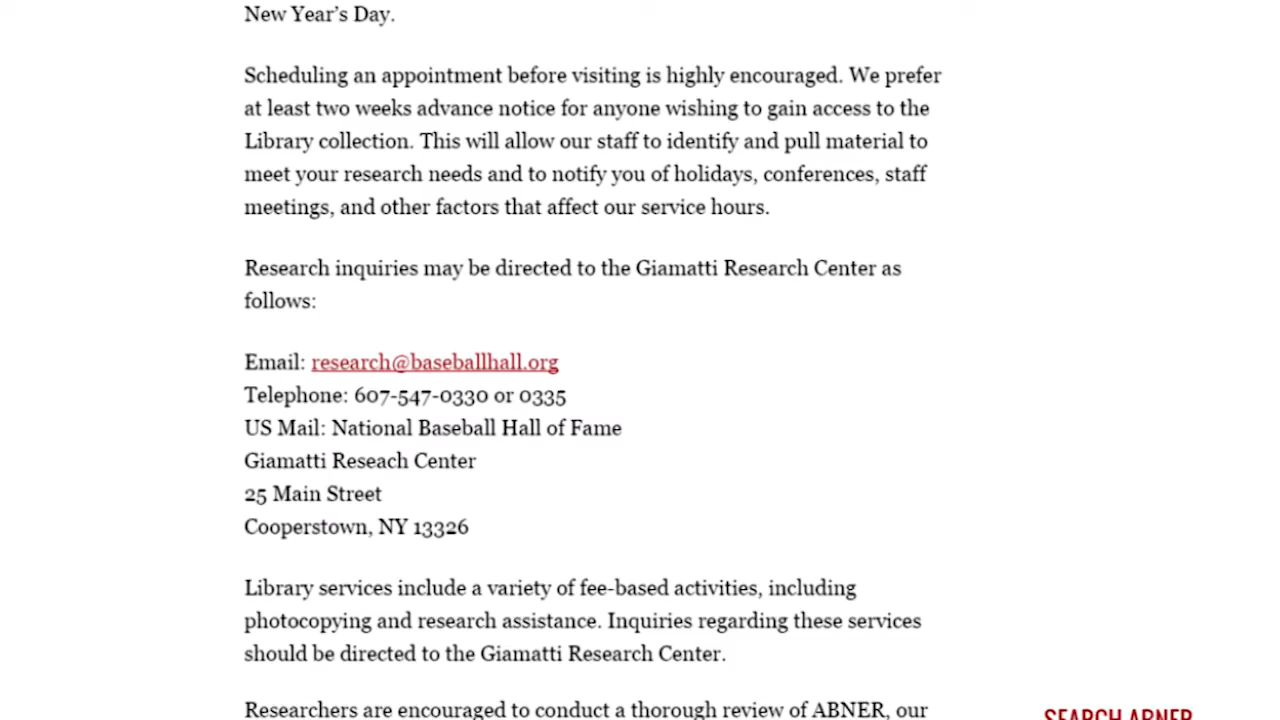 New Year’s Day.
Scheduling an appointment before visiting is highly encouraged. We prefer
at least two weeks advance notice for anyone wishing to gain access to the
Library collection. This will allow our staff to identify and pull material to
meet your research needs and to notify you of holidays, conferences, staff
meetings, and other factors that affect our service hours.
Research inquiries may be directed to the Giamatti Research Center as
follows:
Email: research@baseballhall.org
Telephone: 607-547-0330 or 0335
US Mail: National Baseball Hall of Fame
Giamatti Reseach Center
25 Main Street
Cooperstown, NY 13326
Library services include a variety of fee-based activities, including
photocopying and research assistance. Inquiries regarding these services
should be directed to the Giamatti Research Center.
Researchers are encouraged to conduct a thorough review of ABNER, our
SEARCH ABNER